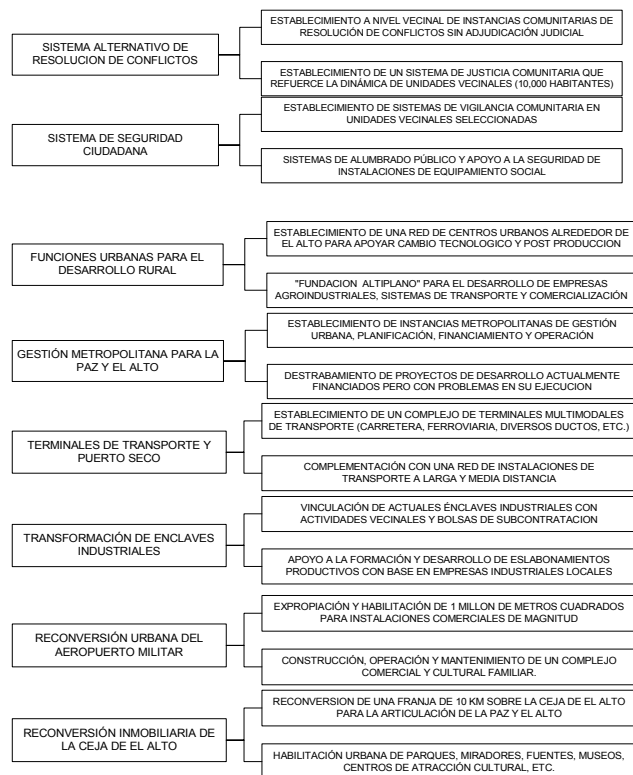 SISTEMA ALTERNATIVO DE
RESOLUCION DE CONFLICTOS
ESTABLECIMIENTO A NIVEL VECINAL DE INSTANCIAS COMUNITARIAS DE
RESOLUCIÓN DE CONFLICTOS SIN ADJUDICACIÓN JUDICIAL
ESTABLECIMIENTO DE UN SISTEMA DE JUSTICIA COMUNITARIA QUE
REFUERCE LA DINÁMICA DE UNIDADES VECINALES (10,000 HABITANTES)
SISTEMA DE SEGURIDAD
CIUDADANA
ESTABLECIMIENTO DE SISTEMAS DE VIGILANCIA COMUNITARIA EN
UNIDADES VECINALES SELECCIONADAS
SISTEMAS DE ALUMBRADO PÚBLICO Y APOYO A LA SEGURIDAD DE
INSTALACIONES DE EQUIPAMIENTO SOCIAL
FUNCIONES URBANAS PARA EL
DESARROLLO RURAL
ESTABLECIMIENTO DE UNA RED DE CENTROS URBANOS ALREDEDOR DE
EL ALTO PARA APOYAR CAMBIO TECNOLOGICO Y POST PRODUCCION
"FUNDACION ALTIPLANO" PARA EL DESARROLLO DE EMPRESAS
AGROINDUSTRIALES, SISTEMAS DE TRANSPORTE Y COMERCIALIZACIÓN
GESTIÓN METROPOLITANA PARA LA
PAZ Y EL ALTO
ESTABLECIMIENTO DE INSTANCIAS METROPOLITANAS DE GESTIÓN
URBANA, PLANIFICACIÓN, FINANCIAMIENTO Y OPERACIÓN
DESTRABAMIENTO DE PROYECTOS DE DESARROLLO ACTUALMENTE
FINANCIADOS PERO CON PROBLEMAS EN SU EJECUCION
TERMINALES DE TRANSPORTE Y
PUERTO SECO
ESTABLECIMIENTO DE UN COMPLEJO DE TERMINALES MULTIMODALES
DE TRANSPORTE (CARRETERA, FERROVIARIA, DIVERSOS DUCTOS, ETC.)
COMPLEMENTACIÓN CON UNA RED DE INSTALACIONES DE
TRANSPORTE A LARGA Y MEDIA DISTANCIA
TRANSFORMACIÓN DE ENCLAVES
INDUSTRIALES
VINCULACIÓN DE ACTUALES ÉNCLAVES INDUSTRIALES CON
ACTIVIDADES VECINALES Y BOLSAS DE SUBCONTRATACION
APOYO A LA FORMACIÓN Y DESARROLLO DE ESLABONAMIENTOS
PRODUCTIVOS CON BASE EN EMPRESAS INDUSTRIALES LOCALES
RECONVERSIÓN URBANA DEL
AEROPUERTO MILITAR
EXPROPIACIÓN Y HABILITACIÓN DE 1 MILLON DE METROS CUADRADOS
PARA INSTALACIONES COMERCIALES DE MAGNITUD
CONSTRUCCIÓN, OPERACIÓN Y MANTENIMIENTO DE UN COMPLEJO
COMERCIAL Y CULTURAL FAMILIAR.
RECONVERSIÓN INMOBILIARIA DE
LA CEJA DE EL ALTO
RECONVERSION DE UNA FRANJA DE 10 KM SOBRE LA CEJA DE EL ALTO
PARA LA ARTICULACIÓN DE LA PAZ Y EL ALTO
HABILITACIÓN URBANA DE PARQUES, MIRADORES, FUENTES, MUSEOS,
CENTROS DE ATRACCIÓN CULTURAL, ETC.